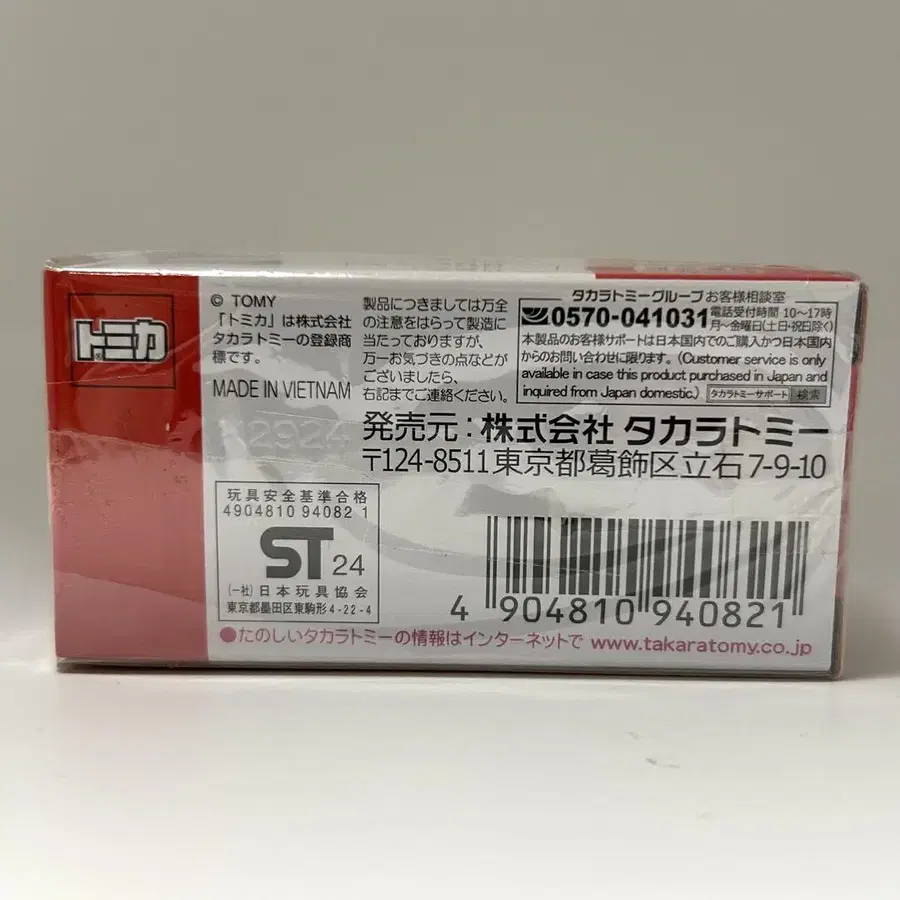 トミカ
© TOMY
「トミカ」は株式会社
タカラトミーの登録商
標です。
MADE IN VIETNAM
製品につきましては万全
の注意をはらって製造に
当たっておりますが、
万一お気づきの点などが
ございましたら、
右記までご連絡ください。
タカラトミーグループ お客様相談室
0570-041031 電話受付時間 10〜17時
月〜金曜日(土日・祝日除く)
本製品のお客様サポートは日本国内でのご購入かつ日本国内
からのお問い合わせに限ります。(Customer service is only
available in case this product purchased in Japan and
inquired from Japan domestic.) タカラトミーサポート 検索
発売元:株式会社 タカラトミー
〒124-8511東京都葛飾区立石7-9-10
玩具安全基準合格
4904810 94082 1
ST 24
(一社)日本玩具協会
東京都墨田区東駒形4-22-4
4 904810 940821
●たのしいタカラトミーの情報はインターネットで www.takaratomy.co.jp